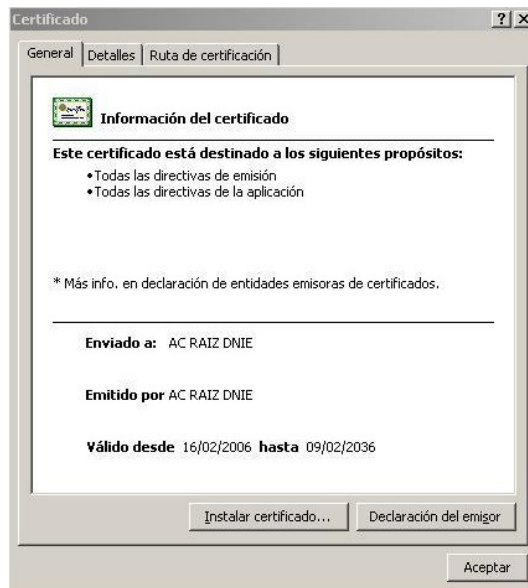 Certificado
General Detalles Ruta de certificación
Información del certificado
Este certificado está destinado a los siguientes propósitos:
•Todas las directivas de emisión
•Todas las directivas de la aplicación
* Más info. en declaración de entidades emisoras de certificados.
Enviado a: AC RAIZ DNIE
Emitido por AC RAIZ DNIE
Válido desde 16/02/2006 hasta 09/02/2036
Instalar certificado... Declaración del emisor
Aceptar